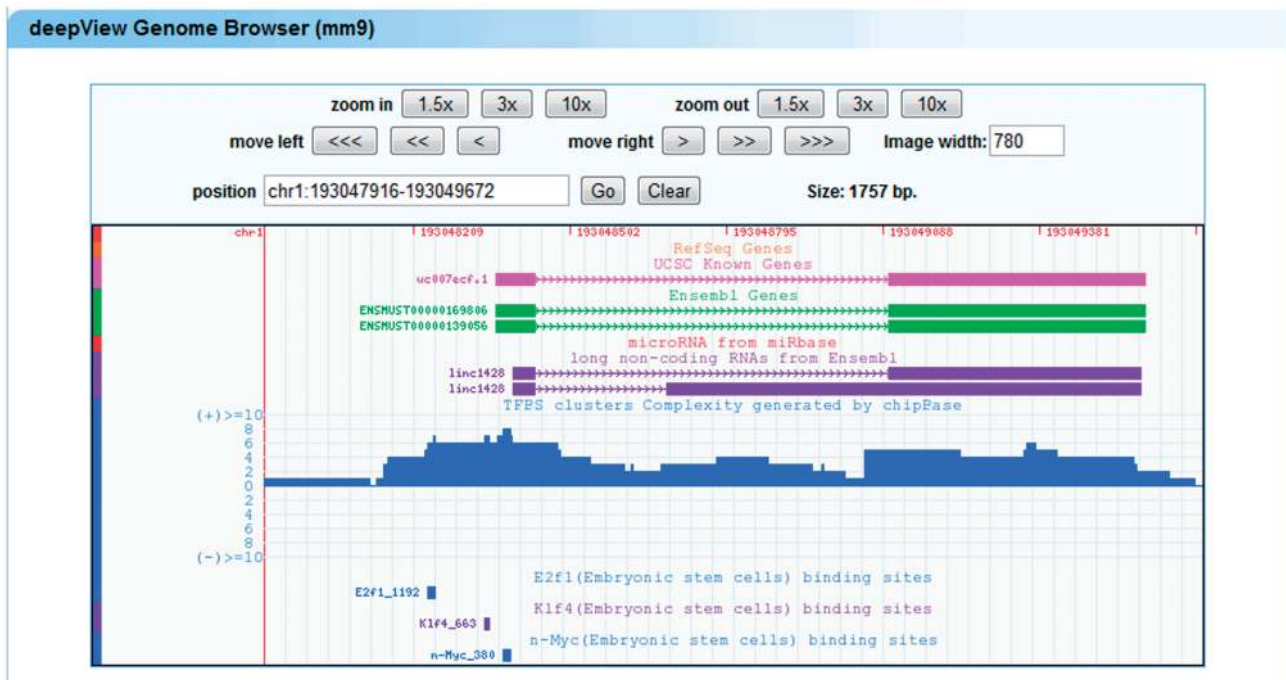 deepView Genome Browser (mm9)
zoom in 1.5x 3x 10x zoom out 1.5x 3x 10x
move left <<< << < move right > >> >>> Image width: 780
position chr1:193047916-193049672 Go Clear Size: 1757 bp.
chr1 193048209 193048502 193048795 193049088 193049381
RefSeq Genes
UCSC Known Genes
uc007ecf.1
Ensembl Genes
ENSMUST00000169806
ENSMUST00000139056
microRNA from miRbase
long non-coding RNAs from Ensembl
linc1428
linc1428
TFBS clusters Complexity generated by chipBase
(+)>=10
8
6
4
2
0
2
4
6
8
(-)>=10
E2f1(Embryonic stem cells) binding sites
E2f1_1192
Klf4(Embryonic stem cells) binding sites
Klf4_663
n-Myc(Embryonic stem cells) binding sites
n-Myc_380